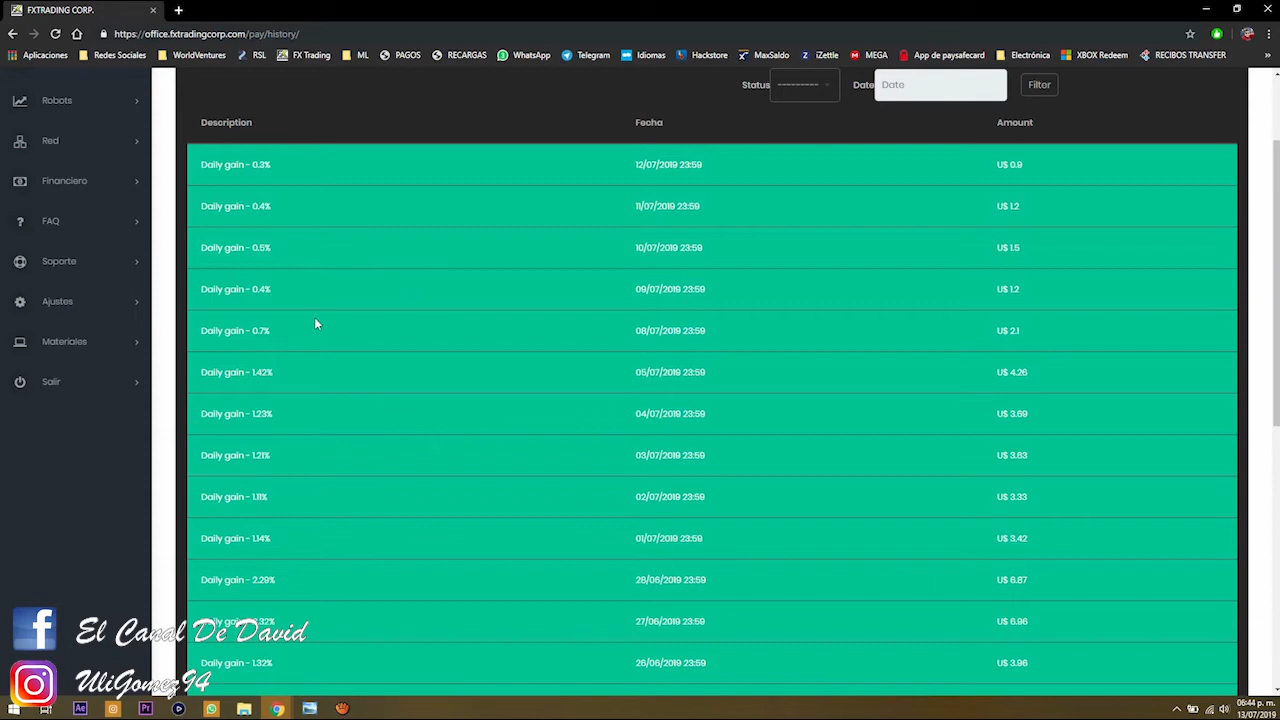 FXTRADING CORP.
https://office.fxtradingcorp.com/pay/history/
Aplicaciones Redes Sociales WorldVentures RSL FX Trading ML PAGOS RECARGAS WhatsApp Telegram Idiomas Hackstore MaxSaldo iZettle MEGA App de paysafecard Electrónica XBOX Redeem RECIBOS TRANSFER »
Status --------- Date Date Filter
Robots
Red
Financiero
FAQ
Soporte
Ajustes
Materiales
Salir
Description Fecha Amount
Daily gain - 0.3% 12/07/2019 23:59 U$ 0.9
Daily gain - 0.4% 11/07/2019 23:59 U$ 1.2
Daily gain - 0.5% 10/07/2019 23:59 U$ 1.5
Daily gain - 0.4% 09/07/2019 23:59 U$ 1.2
Daily gain - 0.7% 08/07/2019 23:59 U$ 2.1
Daily gain - 1.42% 05/07/2019 23:59 U$ 4.26
Daily gain - 1.23% 04/07/2019 23:59 U$ 3.69
Daily gain - 1.21% 03/07/2019 23:59 U$ 3.63
Daily gain - 1.11% 02/07/2019 23:59 U$ 3.33
Daily gain - 1.14% 01/07/2019 23:59 U$ 3.42
Daily gain - 2.29% 28/06/2019 23:59 U$ 6.87
27/06/2019 23:59 U$ 6.96
Daily gain - 1.32% 26/06/2019 23:59 U$ 3.96
El Canal De David
UliGomez94
06:44 p. m.
13/07/2019